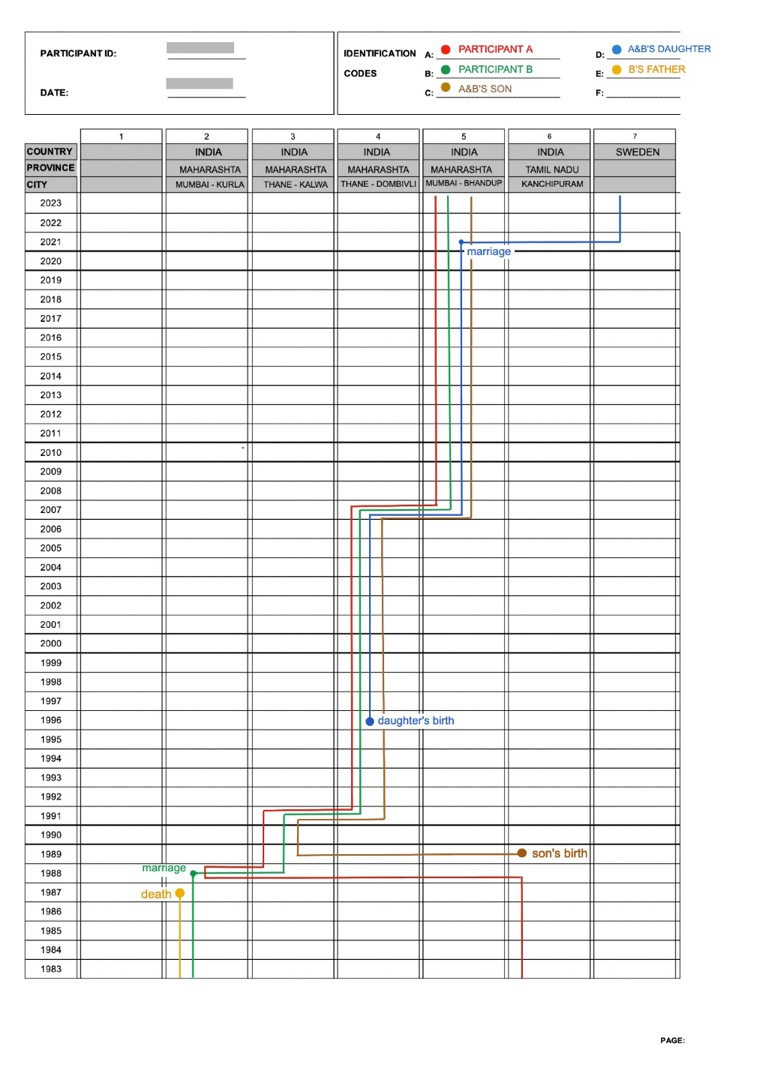 PARTICIPANT ID:
DATE:
IDENTIFICATION CODES
A: PARTICIPANT A
B: PARTICIPANT B
C: A&B'S SON
D: A&B'S DAUGHTER
E: B'S FATHER
F:
1 2 3 4 5 6 7
COUNTRY INDIA INDIA INDIA INDIA INDIA SWEDEN
PROVINCE MAHARASHTA MAHARASHTA MAHARASHTA MAHARASHTA TAMIL NADU
CITY MUMBAI - KURLA THANE - KALWA THANE - DOMBIVLI MUMBAI - BHANDUP KANCHIPURAM
2023
2022
2021
marriage
2020
2019
2018
2017
2016
2015
2014
2013
2012
2011
2010
2009
2008
2007
2006
2005
2004
2003
2002
2001
2000
1999
1998
1997
1996 daughter's birth
1995
1994
1993
1992
1991
1990
1989 son's birth
1988 marriage
1987 death
1986
1985
1984
1983
PAGE: